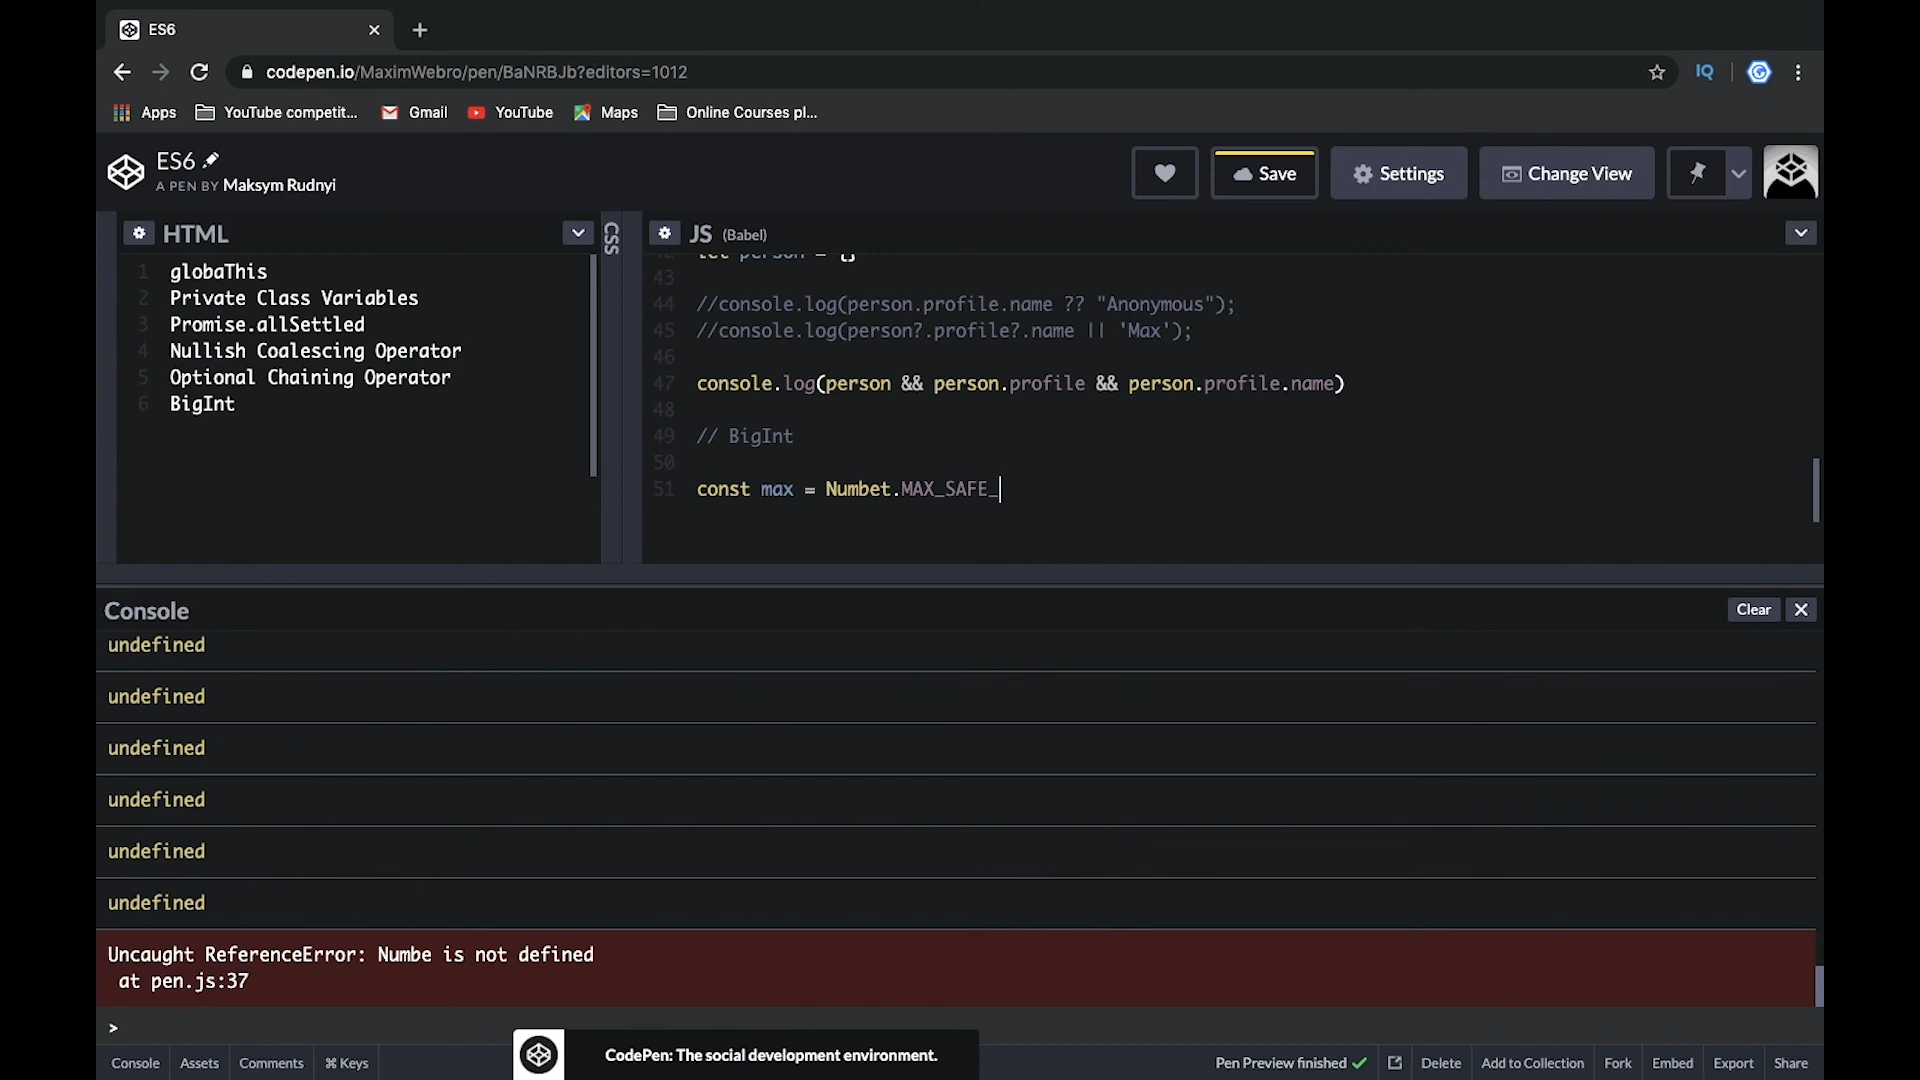 ES6
codepen.io/MaximWebro/pen/BaNRBJb?editors=1012
IQ
Apps
YouTube competit...
Gmail
YouTube
Maps
Online Courses pl...
ES6
A PEN BY Maksym Rudnyi
Save
Settings
Change View
HTML
CSS
JS (Babel)
1 globaThis
2 Private Class Variables
3 Promise.allSettled
4 Nullish Coalescing Operator
5 Optional Chaining Operator
6 BigInt
42 let person = {}
43
44 //console.log(person.profile.name ?? "Anonymous");
45 //console.log(person?.profile?.name || 'Max');
46
47 console.log(person && person.profile && person.profile.name)
48
49 // BigInt
50
51 const max = Numbet.MAX_SAFE_
Console
Clear
undefined
undefined
undefined
undefined
undefined
undefined
Uncaught ReferenceError: Numbe is not defined
at pen.js:37
>
Console
Assets
Comments
⌘ Keys
CodePen: The social development environment.
Pen Preview finished
Delete
Add to Collection
Fork
Embed
Export
Share